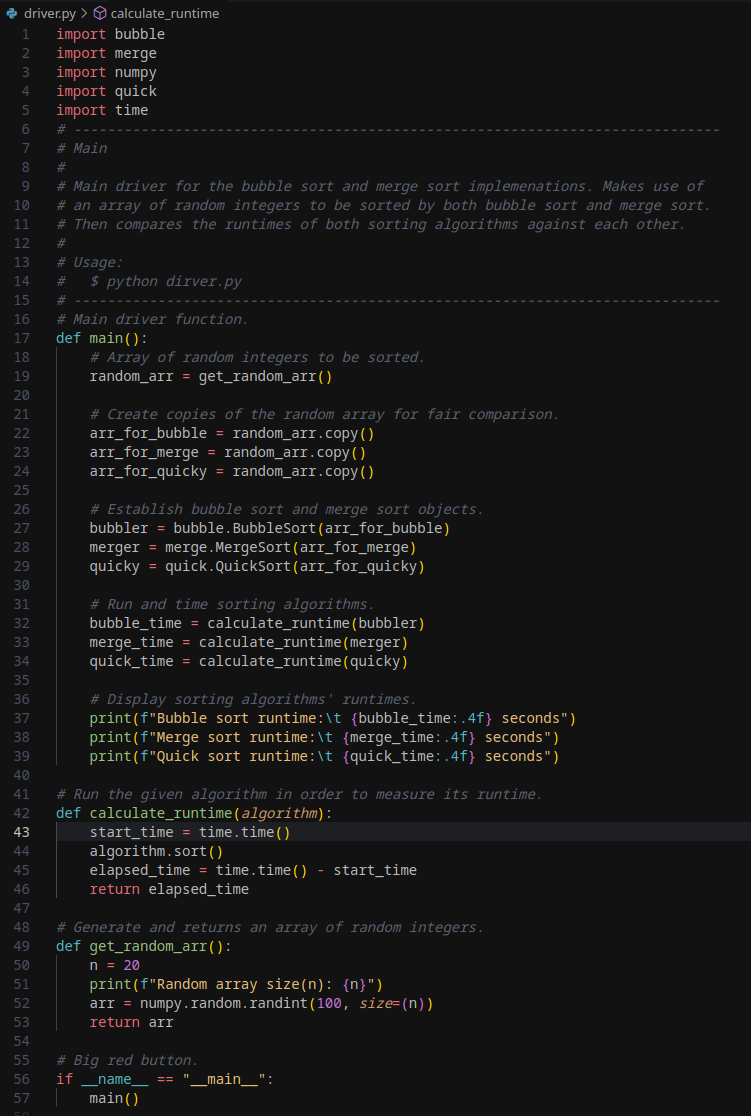 driver.py > calculate_runtime
1 import bubble
2 import merge
3 import numpy
4 import quick
5 import time
6 # -----------------------------------------------------------------------------
7 # Main
8 #
9 # Main driver for the bubble sort and merge sort implemenations. Makes use of
10 # an array of random integers to be sorted by both bubble sort and merge sort.
11 # Then compares the runtimes of both sorting algorithms against each other.
12 #
13 # Usage:
14 #   $ python dirver.py
15 # -----------------------------------------------------------------------------
16 # Main driver function.
17 def main():
18     # Array of random integers to be sorted.
19     random_arr = get_random_arr()
20
21     # Create copies of the random array for fair comparison.
22     arr_for_bubble = random_arr.copy()
23     arr_for_merge = random_arr.copy()
24     arr_for_quicky = random_arr.copy()
25
26     # Establish bubble sort and merge sort objects.
27     bubbler = bubble.BubbleSort(arr_for_bubble)
28     merger = merge.MergeSort(arr_for_merge)
29     quicky = quick.QuickSort(arr_for_quicky)
30
31     # Run and time sorting algorithms.
32     bubble_time = calculate_runtime(bubbler)
33     merge_time = calculate_runtime(merger)
34     quick_time = calculate_runtime(quicky)
35
36     # Display sorting algorithms' runtimes.
37     print(f"Bubble sort runtime:\t {bubble_time:.4f} seconds")
38     print(f"Merge sort runtime:\t {merge_time:.4f} seconds")
39     print(f"Quick sort runtime:\t {quick_time:.4f} seconds")
40
41 # Run the given algorithm in order to measure its runtime.
42 def calculate_runtime(algorithm):
43     start_time = time.time()
44     algorithm.sort()
45     elapsed_time = time.time() - start_time
46     return elapsed_time
47
48 # Generate and returns an array of random integers.
49 def get_random_arr():
50     n = 20
51     print(f"Random array size(n): {n}")
52     arr = numpy.random.randint(100, size=(n))
53     return arr
54
55 # Big red button.
56 if __name__ == "__main__":
57     main()